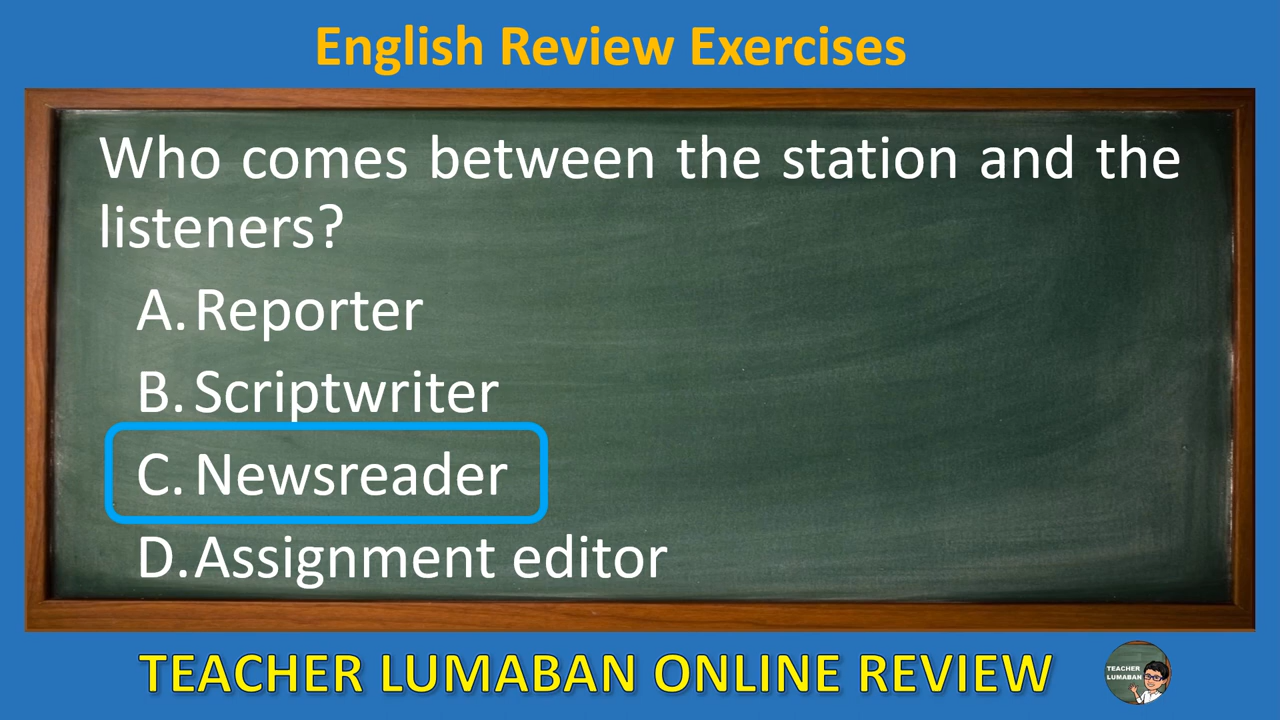 English Review Exercises
Who comes between the station and the
listeners?
A. Reporter
B. Scriptwriter
C. Newsreader
D. Assignment editor
TEACHER LUMABAN ONLINE REVIEW
TEACHER
LUMABAN